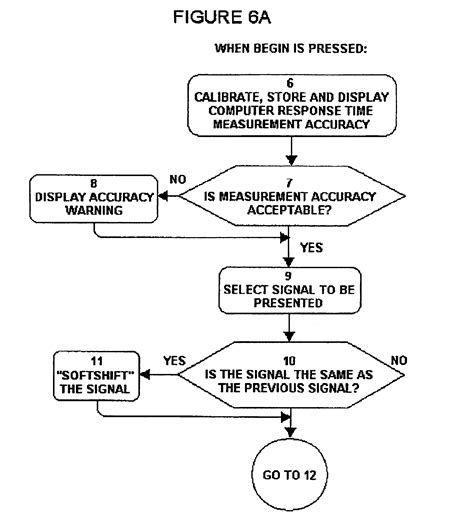 FIGURE 6A
WHEN BEGIN IS PRESSED:
6
CALIBRATE, STORE AND DISPLAY
COMPUTER RESPONSE TIME
MEASUREMENT ACCURACY
NO
8
DISPLAY ACCURACY
WARNING
7
IS MEASUREMENT ACCURACY
ACCEPTABLE?
YES
9
SELECT SIGNAL TO BE
PRESENTED
11
"SOFTSHIFT"
THE SIGNAL
YES
10
IS THE SIGNAL THE SAME AS
THE PREVIOUS SIGNAL?
NO
GO TO 12